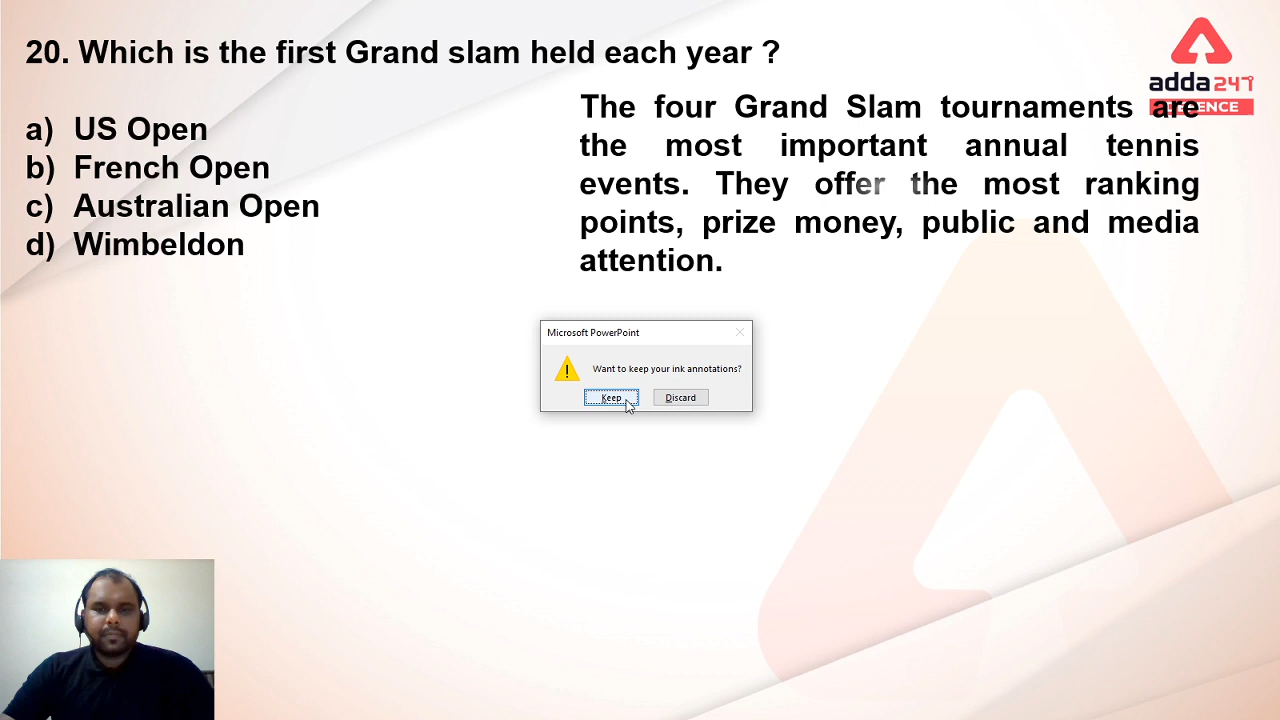 20. Which is the first Grand slam held each year ?
a) US Open
b) French Open
c) Australian Open
d) Wimbeldon
The four Grand Slam tournaments are
the most important annual tennis
events. They offer the most ranking
points, prize money, public and media
attention.
adda247
DEFENCE
Microsoft PowerPoint
Want to keep your ink annotations?
Keep
Discard